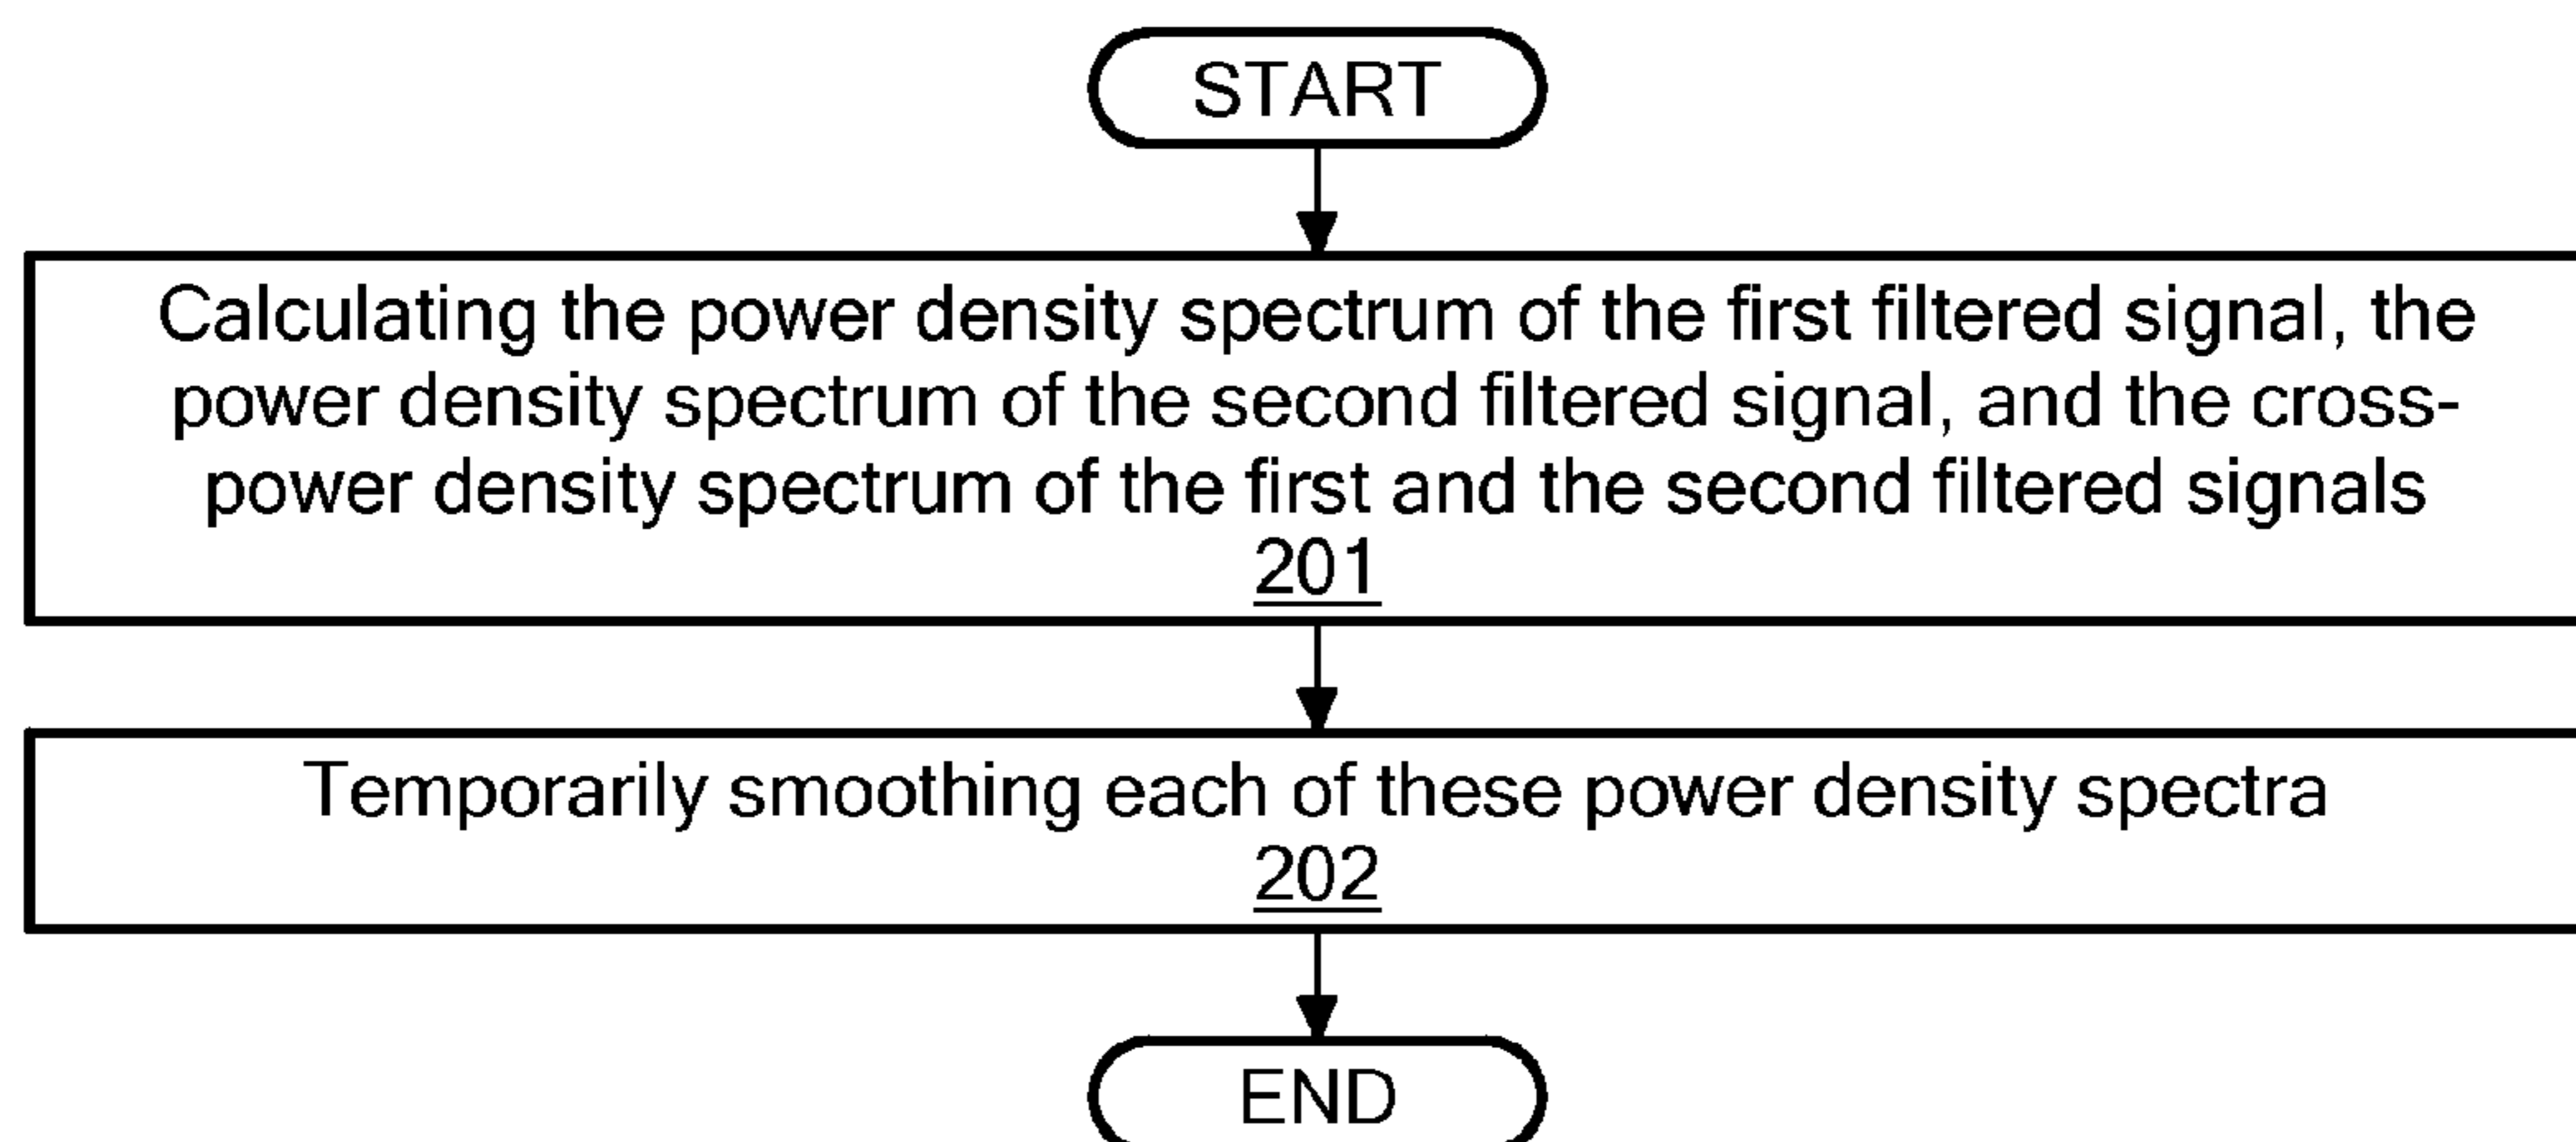 START
Calculating the power density spectrum of the first filtered signal, the
power density spectrum of the second filtered signal, and the cross-
power density spectrum of the first and the second filtered signals
201
Temporarily smoothing each of these power density spectra
202
END